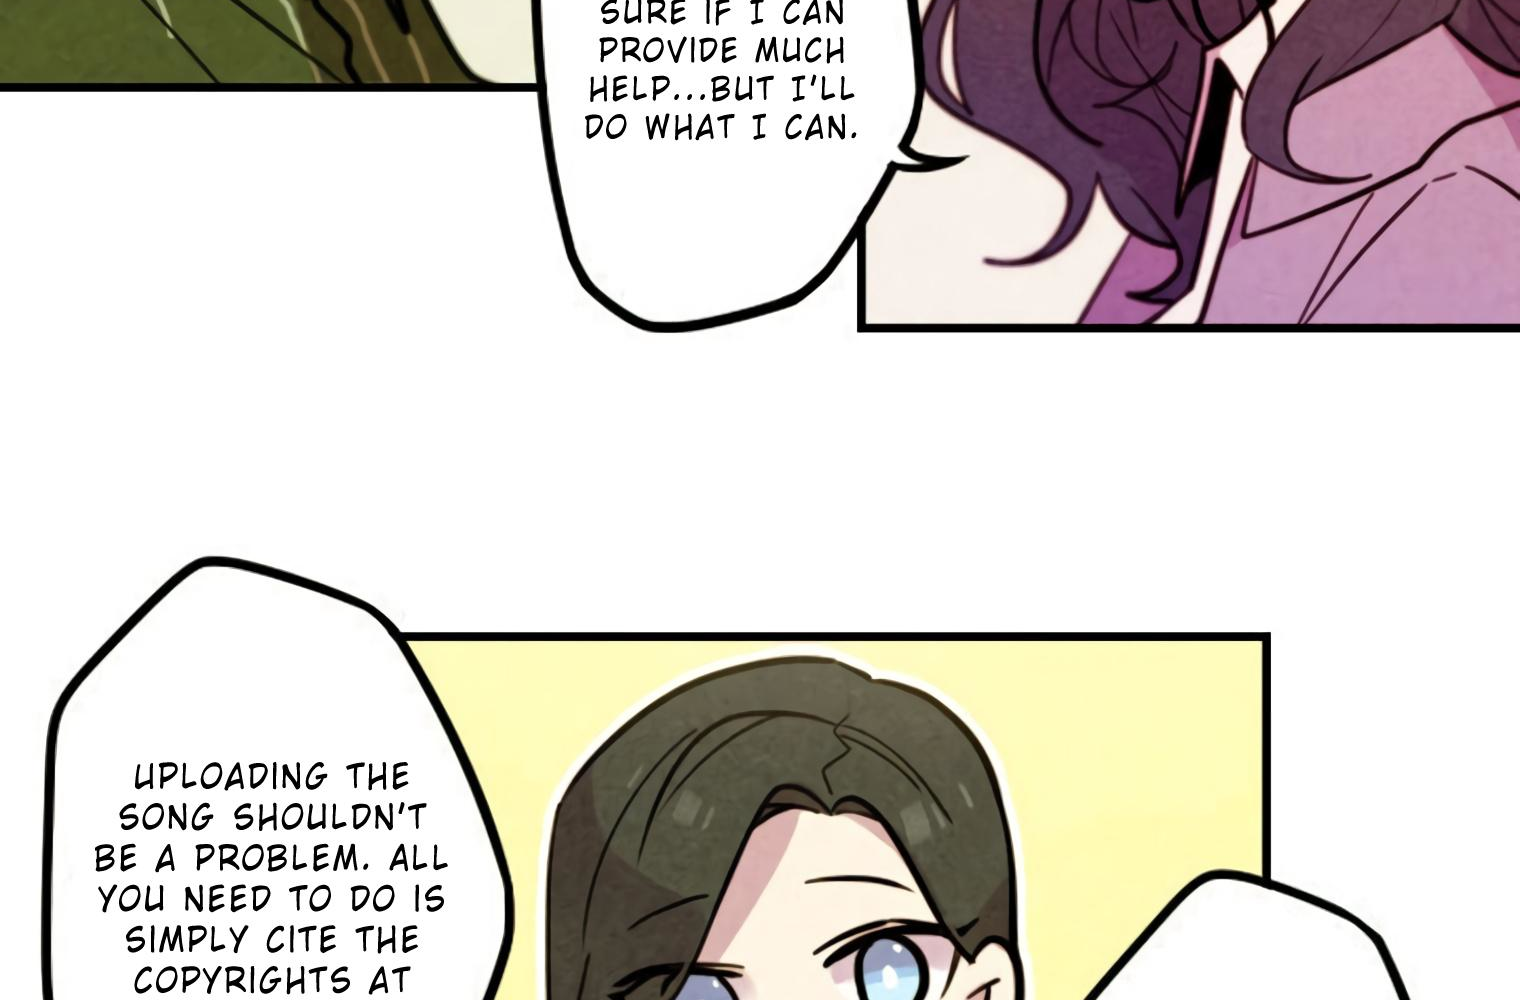 SURE IF I CAN
PROVIDE MUCH
HELP...BUT I'LL
DO WHAT I CAN.
UPLOADING THE
SONG SHOULDN'T
BE A PROBLEM. ALL
YOU NEED TO DO IS
SIMPLY CITE THE
COPYRIGHTS AT